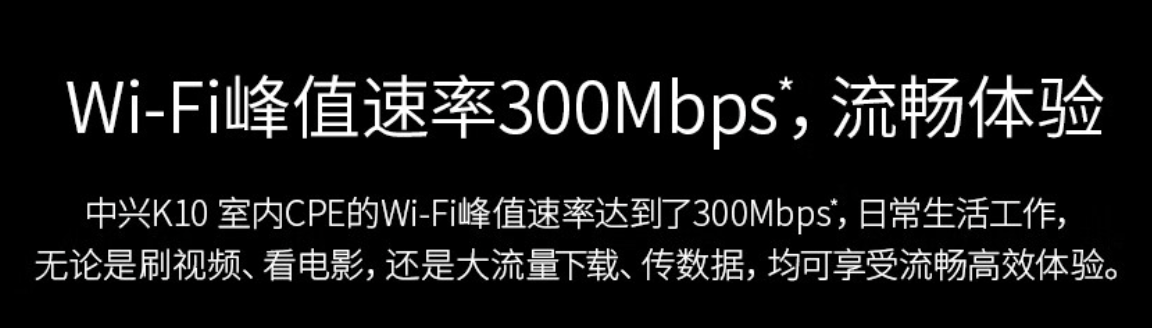 Wi-Fi峰值速率300Mbps*，流畅体验
中兴K10 室内CPE的Wi-Fi峰值速率达到了300Mbps*，日常生活工作，
无论是刷视频、看电影，还是大流量下载、传数据，均可享受流畅高效体验。